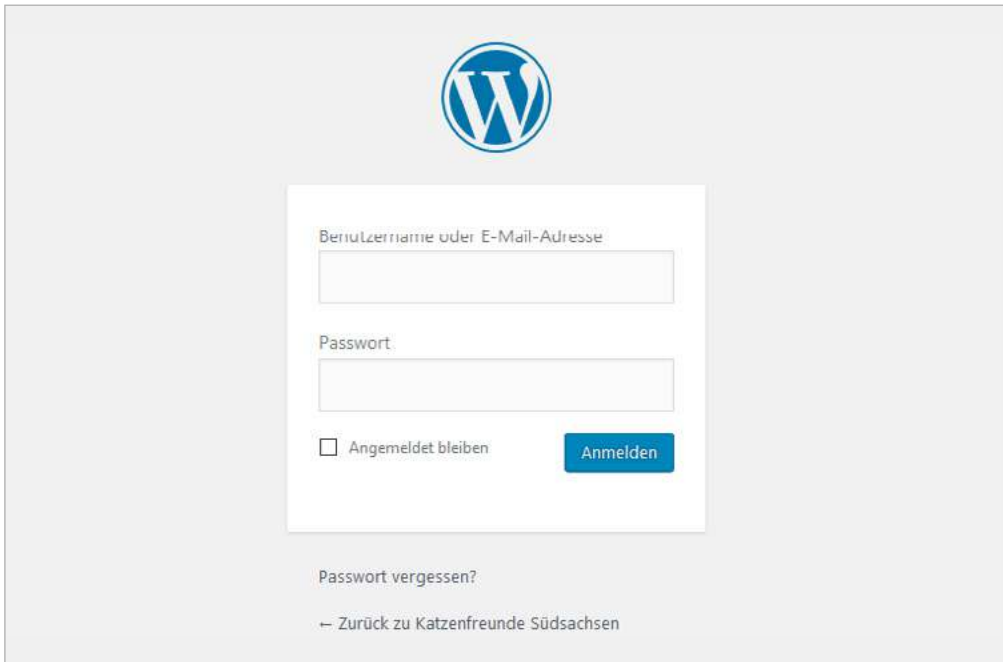 W
Benutzername oder E-Mail-Adresse
Passwort
Angemeldet bleiben
Anmelden
Passwort vergessen?
← Zurück zu Katzenfreunde Südsachsen